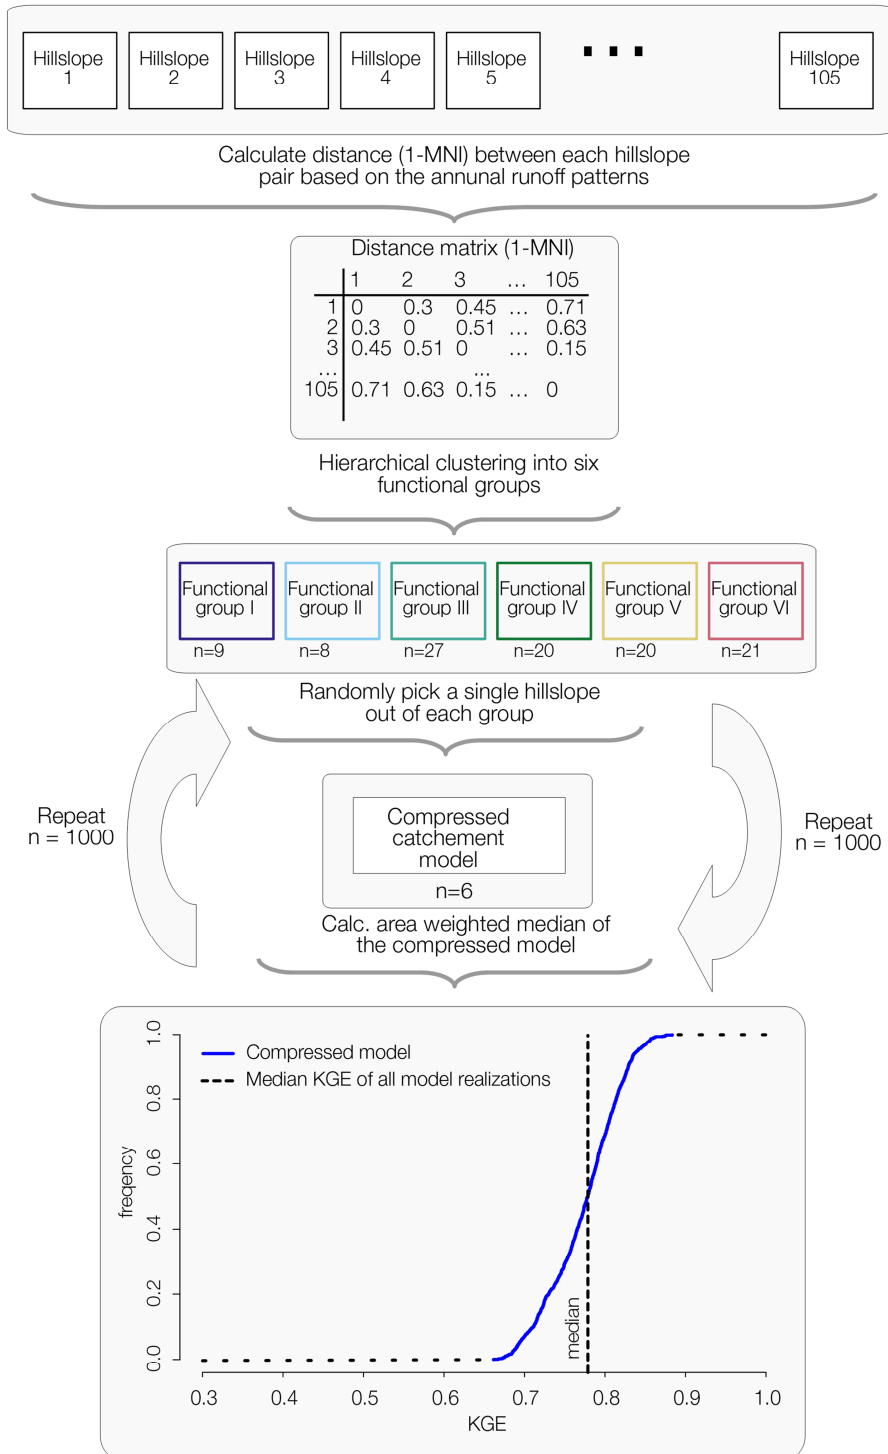 Hillslope
1
Hillslope
2
Hillslope
3
Hillslope
4
Hillslope
5
...
Hillslope
105
Calculate distance (1-MNI) between each hillslope
pair based on the annunal runoff patterns
Distance matrix (1-MNI)
1 2 3 ... 105
1 0 0.3 0.45 ... 0.71
2 0.3 0 0.51 ... 0.63
3 0.45 0.51 0 ... 0.15
... ...
105 0.71 0.63 0.15 ... 0
Hierarchical clustering into six
functional groups
Functional
group I
n=9
Functional
group II
n=8
Functional
group III
n=27
Functional
group IV
n=20
Functional
group V
n=20
Functional
group VI
n=21
Randomly pick a single hillslope
out of each group
Repeat
n = 1000
Compressed
catchement
model
n=6
Repeat
n = 1000
Calc. area weighted median of
the compressed model
Compressed model
Median KGE of all model realizations
freqency
1.0
0.8
0.6
0.4
0.2
0.0
median
0.3 0.4 0.5 0.6 0.7 0.8 0.9 1.0
KGE